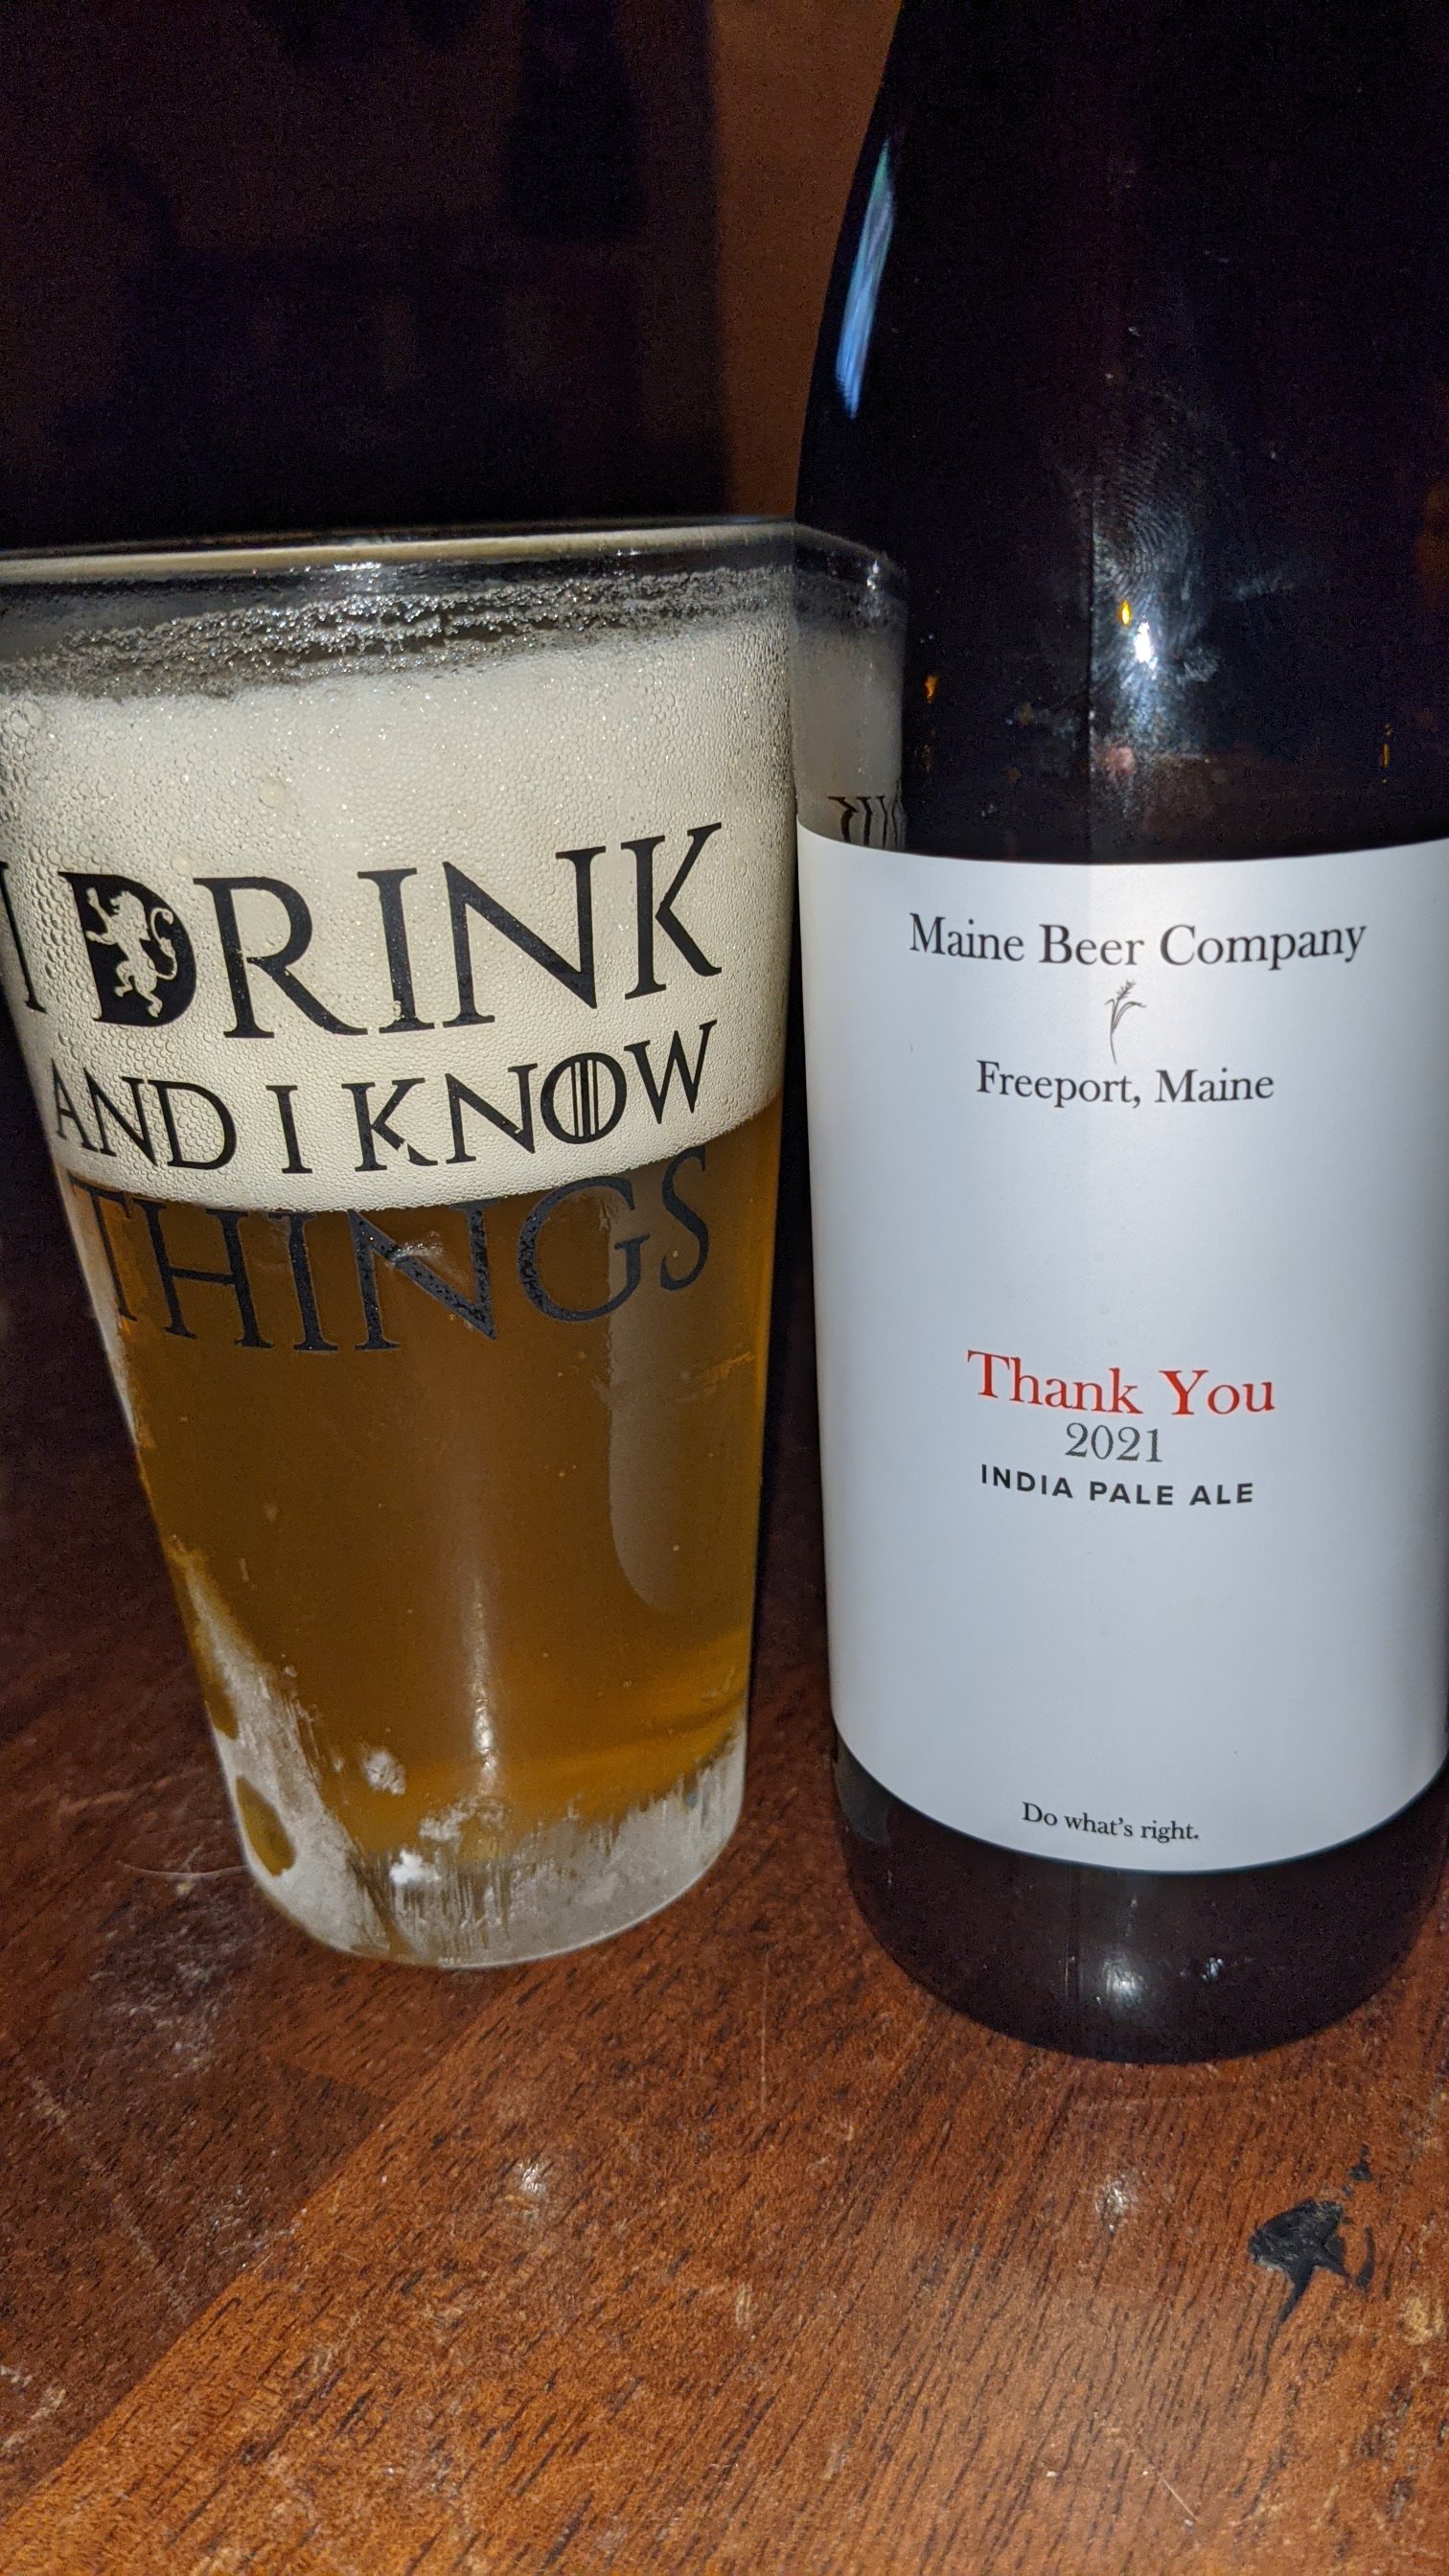 I DRINK
AND I KNOW
THINGS
Maine Beer Company
Freeport, Maine
Thank You
2021
INDIA PALE ALE
Do what's right.